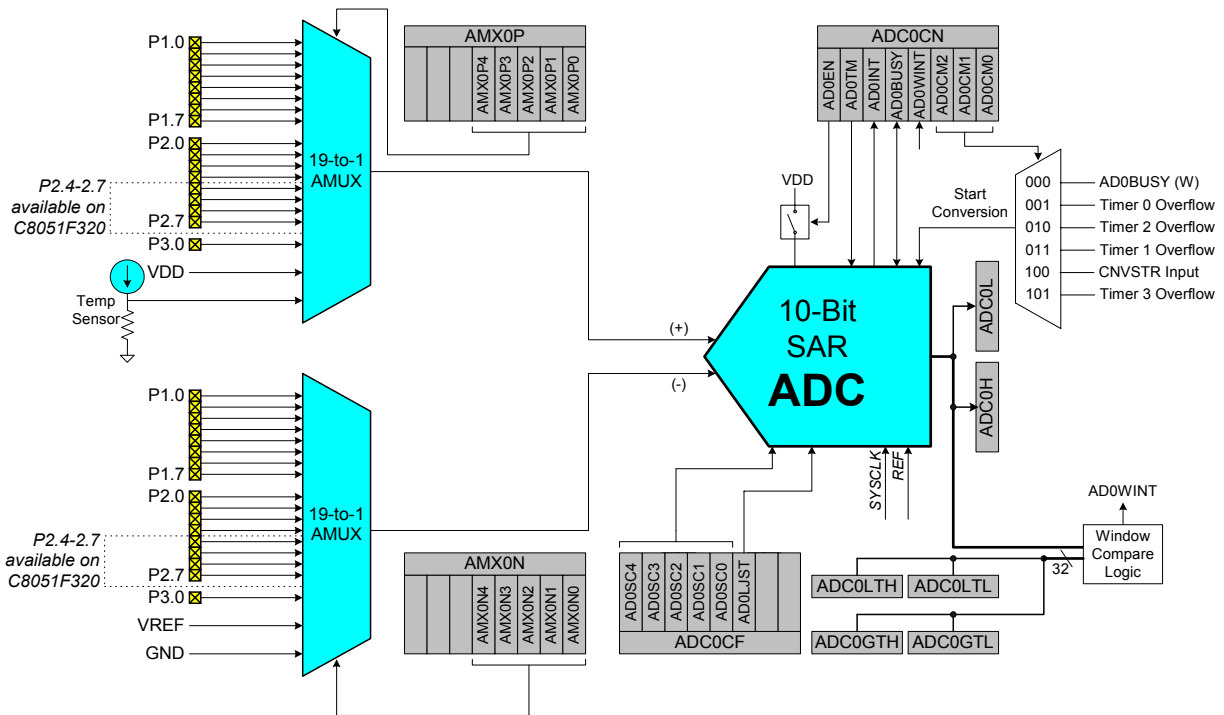 P1.0
P1.7
P2.0
P2.4-2.7
available on
C8051F320
P2.7
P3.0
VDD
Temp
Sensor
19-to-1
AMUX
AMX0P
AMX0P4
AMX0P3
AMX0P2
AMX0P1
AMX0P0
ADC0CN
AD0EN
AD0TM
AD0INT
AD0BUSY
AD0WINT
AD0CM2
AD0CM1
AD0CM0
VDD
Start
Conversion
000
AD0BUSY (W)
001
Timer 0 Overflow
010
Timer 2 Overflow
011
Timer 1 Overflow
100
CNVSTR Input
101
Timer 3 Overflow
(+)
(-)
10-Bit
SAR
ADC
ADC0L
ADC0H
SYSCLK
REF
P1.0
P1.7
P2.0
P2.4-2.7
available on
C8051F320
P2.7
P3.0
VREF
GND
19-to-1
AMUX
AMX0N
AMX0N4
AMX0N3
AMX0N2
AMX0N1
AMX0N0
AD0SC4
AD0SC3
AD0SC2
AD0SC1
AD0SC0
AD0LJST
ADC0CF
AD0WINT
Window
Compare
Logic
32
ADC0LTH
ADC0LTL
ADC0GTH
ADC0GTL